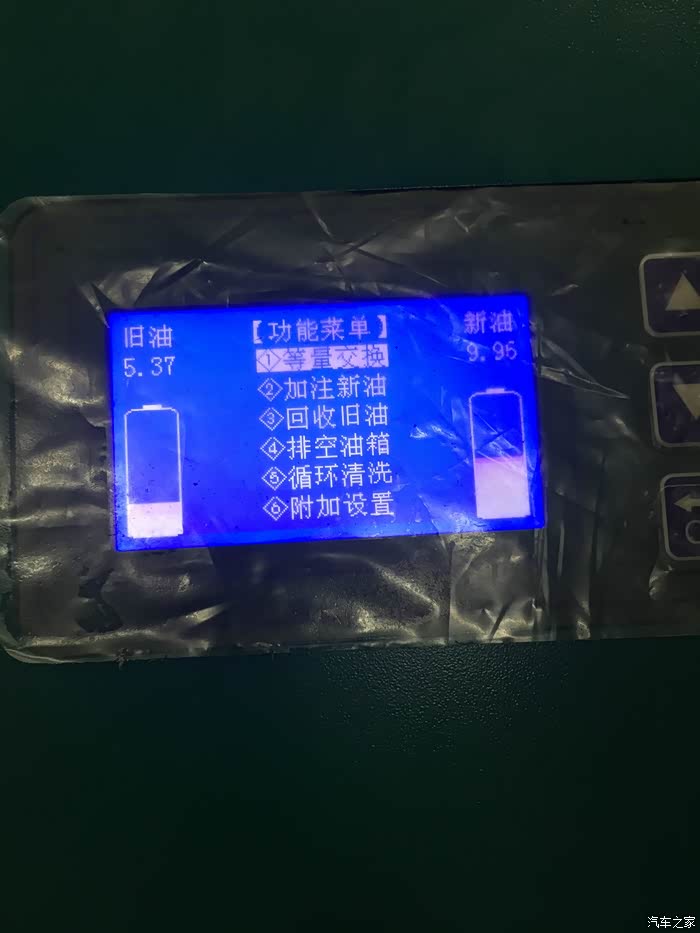 旧油
【功能菜单】
新油
5.37
①等量交换
9.95
②加注新油
③回收旧油
④排空油箱
⑤循环清洗
⑥附加设置
汽车之家